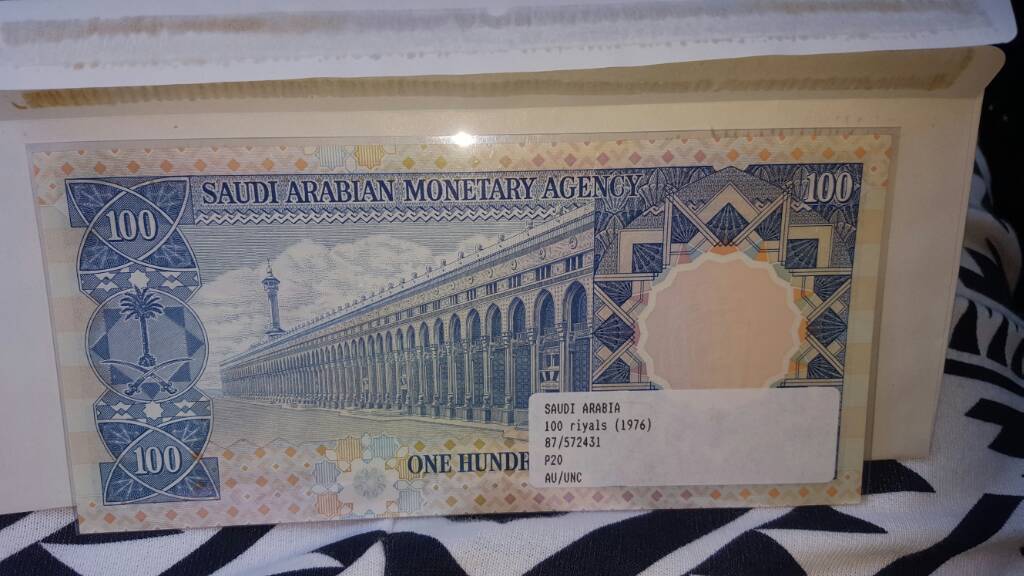 SAUDI ARABIAN MONETARY AGENCY
100
100
100
ONE HUNDR
SAUDI ARABIA
100 riyals (1976)
87/572431
P20
AU/UNC